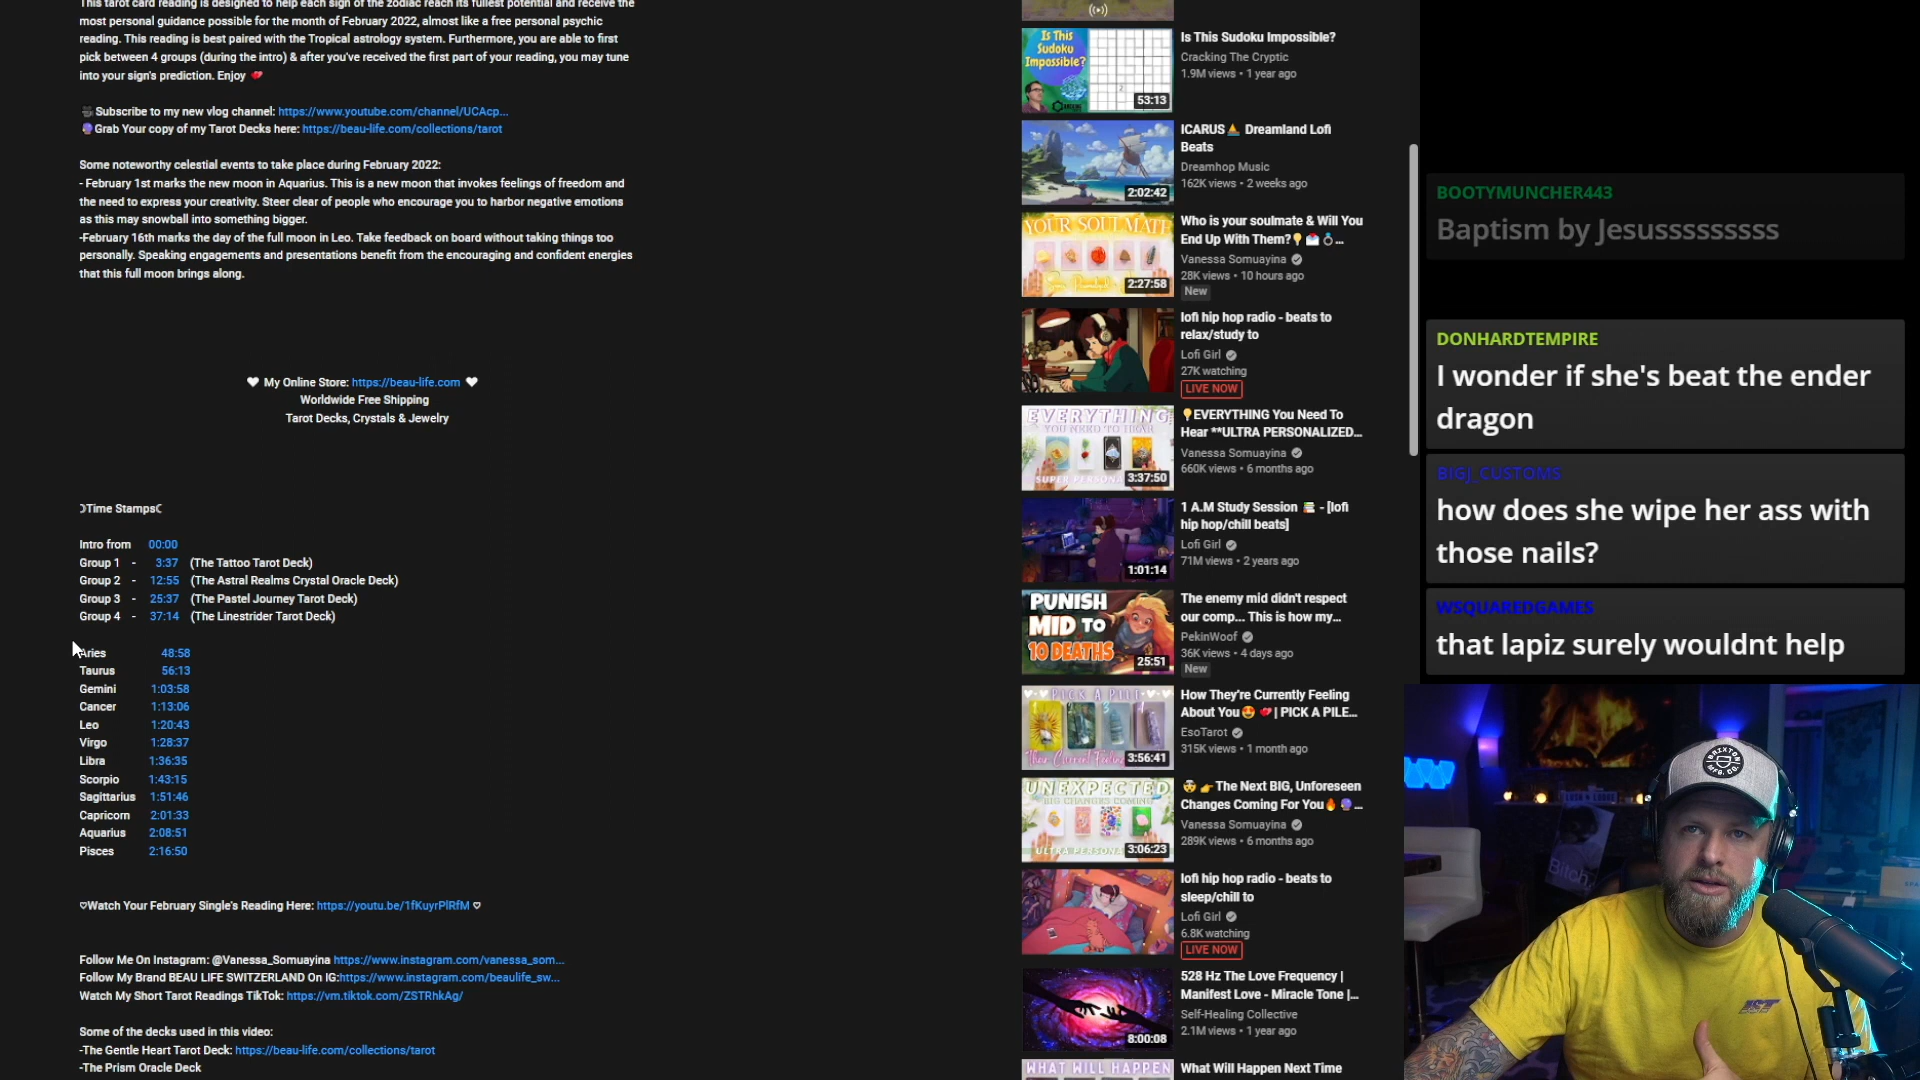 This tarot card reading is designed to help each sign of the zodiac reach its fullest potential and receive the
most personal guidance possible for the month of February 2022, almost like a free personal psychic
reading. This reading is best paired with the Tropical astrology system. Furthermore, you are able to first
pick between 4 groups (during the intro) & after you've received the first part of your reading, you may tune
into your sign's prediction. Enjoy 💕
🎥Subscribe to my new vlog channel: https://www.youtube.com/channel/UCAcp...
🔮Grab Your copy of my Tarot Decks here: https://beau-life.com/collections/tarot
Some noteworthy celestial events to take place during February 2022:
- February 1st marks the new moon in Aquarius. This is a new moon that invokes feelings of freedom and
the need to express your creativity. Steer clear of people who encourage you to harbor negative emotions
as this may snowball into something bigger.
-February 16th marks the day of the full moon in Leo. Take feedback on board without taking things too
personally. Speaking engagements and presentations benefit from the encouraging and confident energies
that this full moon brings along.
♥ My Online Store: https://beau-life.com ♥
Worldwide Free Shipping
Tarot Decks, Crystals & Jewelry
☽Time Stamps☾
Intro from 00:00
Group 1 - 3:37 (The Tattoo Tarot Deck)
Group 2 - 12:55 (The Astral Realms Crystal Oracle Deck)
Group 3 - 25:37 (The Pastel Journey Tarot Deck)
Group 4 - 37:14 (The Linestrider Tarot Deck)
Aries 48:58
Taurus 56:13
Gemini 1:03:58
Cancer 1:13:06
Leo 1:20:43
Virgo 1:28:37
Libra 1:36:35
Scorpio 1:43:15
Sagittarius 1:51:46
Capricorn 2:01:33
Aquarius 2:08:51
Pisces 2:16:50
♡Watch Your February Single's Reading Here: https://youtu.be/1fKuyrPlRfM ♡
Follow Me On Instagram: @Vanessa_Somuayina https://www.instagram.com/vanessa_som...
Follow My Brand BEAU LIFE SWITZERLAND On IG:https://www.instagram.com/beaulife_sw...
Watch My Short Tarot Readings TikTok: https://vm.tiktok.com/ZSTRhkAg/
Some of the decks used in this video:
-The Gentle Heart Tarot Deck: https://beau-life.com/collections/tarot
-The Prism Oracle Deck
Is This
Sudoku
Impossible?
53:13
Is This Sudoku Impossible?
Cracking The Cryptic
1.9M views • 1 year ago
2:02:42
ICARUS⛵ Dreamland Lofi
Beats
Dreamhop Music
162K views • 2 weeks ago
YOUR SOULMATE
2:27:58
Who is your soulmate & Will You
End Up With Them?💡💌💍...
Vanessa Somuayina
28K views • 10 hours ago
New
lofi hip hop radio - beats to
relax/study to
Lofi Girl
27K watching
LIVE NOW
EVERYTHING
YOU NEED TO HEAR
3:37:50
💡EVERYTHING You Need To
Hear **ULTRA PERSONALIZED...
Vanessa Somuayina
660K views • 6 months ago
1:01:14
1 A.M Study Session 📚 - [lofi
hip hop/chill beats]
Lofi Girl
71M views • 2 years ago
PUNISH
MID TO
10 DEATHS
25:51
The enemy mid didn't respect
our comp... This is how my...
PekinWoof
36K views • 4 days ago
New
PICK A PILE
3:56:41
How They're Currently Feeling
About You😍 💕 | PICK A PILE...
EsoTarot
315K views • 1 month ago
UNEXPECTED
BIG CHANGES COMING
3:06:23
🤯👉The Next BIG, Unforeseen
Changes Coming For You🔥🔮...
Vanessa Somuayina
289K views • 6 months ago
lofi hip hop radio - beats to
sleep/chill to
Lofi Girl
6.8K watching
LIVE NOW
8:00:08
528 Hz The Love Frequency |
Manifest Love - Miracle Tone |...
Self-Healing Collective
2.1M views • 1 year ago
WHAT WILL HAPPEN
What Will Happen Next Time
BOOTYMUNCHER443
Baptism by Jesusssssssss
DONHARDTEMPIRE
I wonder if she's beat the ender
dragon
BIGJ_CUSTOMS
how does she wipe her ass with
those nails?
WSQUAREDGAMES
that lapiz surely wouldnt help
BRIXTON
MFG. CO.
Bitch.